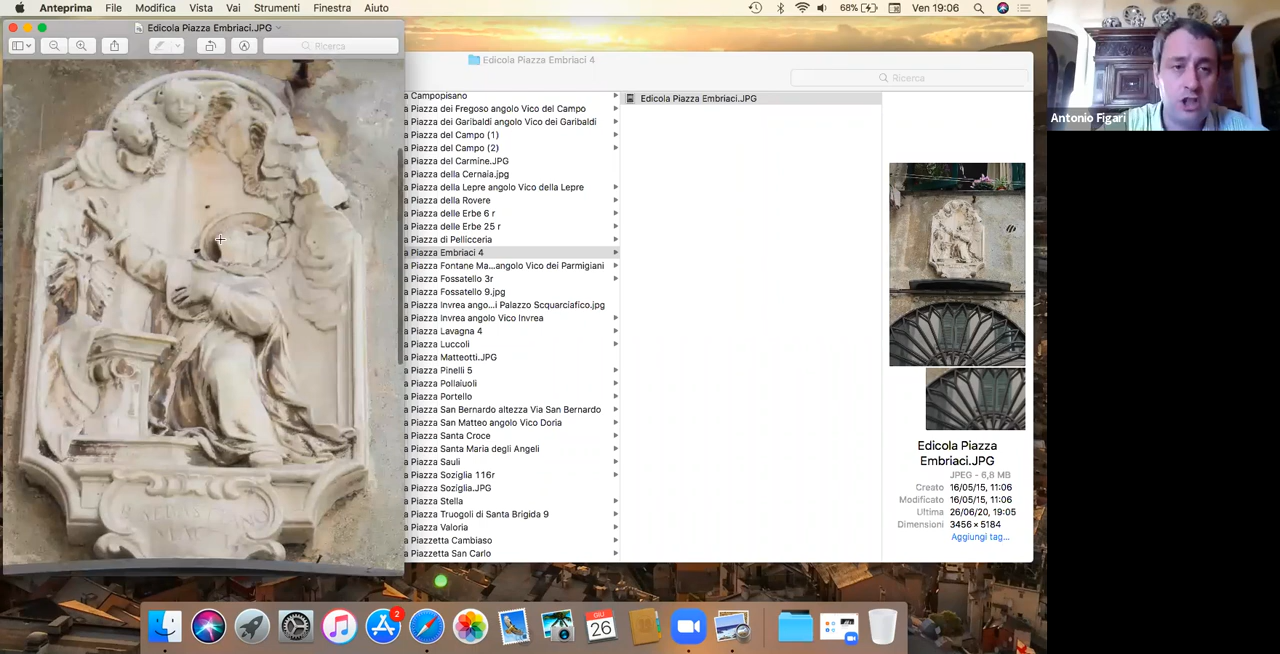 Anteprima File Modifica Vista Vai Strumenti Finestra Aiuto 68% Ven 19:06
Edicola Piazza Embriaci.JPG
Ricerca
Edicola Piazza Embriaci 4
Ricerca
a Campopisano
a Piazza dei Fregoso angolo Vico del Campo
a Piazza dei Garibaldi angolo Vico dei Garibaldi
a Piazza del Campo (1)
a Piazza del Campo (2)
a Piazza del Carmine.JPG
a Piazza della Cernaia.jpg
a Piazza della Lepre angolo Vico della Lepre
a Piazza della Rovere
a Piazza delle Erbe 6 r
a Piazza delle Erbe 25 r
a Piazza di Pellicceria
a Piazza Embriaci 4
a Piazza Fontane Ma...angolo Vico dei Parmigiani
a Piazza Fossatello 3r
a Piazza Fossatello 9.jpg
a Piazza Invrea ango...i Palazzo Scquarciafico.jpg
a Piazza Invrea angolo Vico Invrea
a Piazza Lavagna 4
a Piazza Luccoli
a Piazza Matteotti.JPG
a Piazza Pinelli 5
a Piazza Pollaiuoli
a Piazza Portello
a Piazza San Bernardo altezza Via San Bernardo
a Piazza San Matteo angolo Vico Doria
a Piazza Santa Croce
a Piazza Santa Maria degli Angeli
a Piazza Sauli
a Piazza Soziglia 116r
a Piazza Soziglia.JPG
a Piazza Stella
a Piazza Truogoli di Santa Brigida 9
a Piazza Valoria
a Piazzetta Cambiaso
a Piazzetta San Carlo
Edicola Piazza Embriaci.JPG
Edicola Piazza
Embriaci.JPG
JPEG - 6,8 MB
Creato 16/05/15, 11:06
Modificato 16/05/15, 11:06
Ultima 26/06/20, 19:05
Dimensioni 3456 × 5184
Aggiungi tag...
Antonio Figari
2
GIU
26